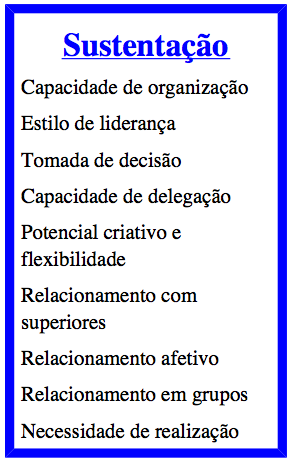 Sustentação
Capacidade de organização
Estilo de liderança
Tomada de decisão
Capacidade de delegação
Potencial criativo e
flexibilidade
Relacionamento com
superiores
Relacionamento afetivo
Relacionamento em grupos
Necessidade de realização